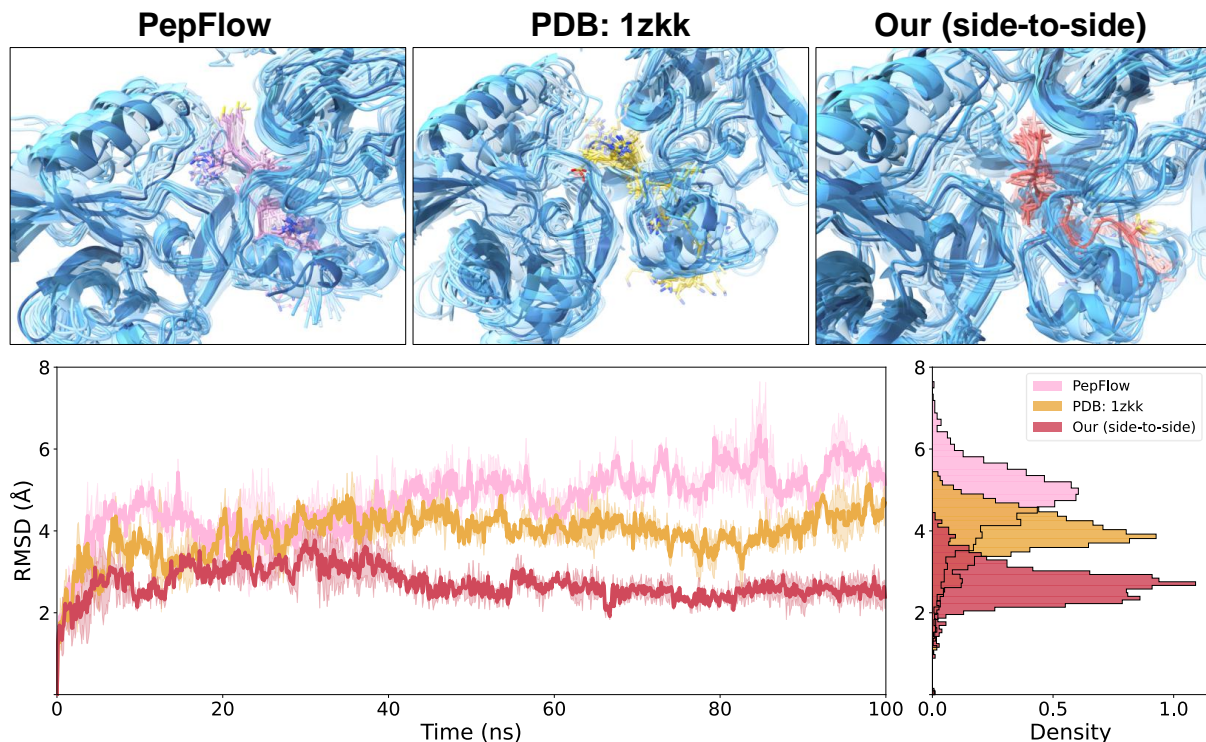 PepFlow
PDB: 1zkk
Our (side-to-side)
8
6
4
2
RMSD (Å)
0
20
40
60
80
100
Time (ns)
8
6
4
2
PepFlow
PDB: 1zkk
Our (side-to-side)
0.0
0.5
1.0
Density